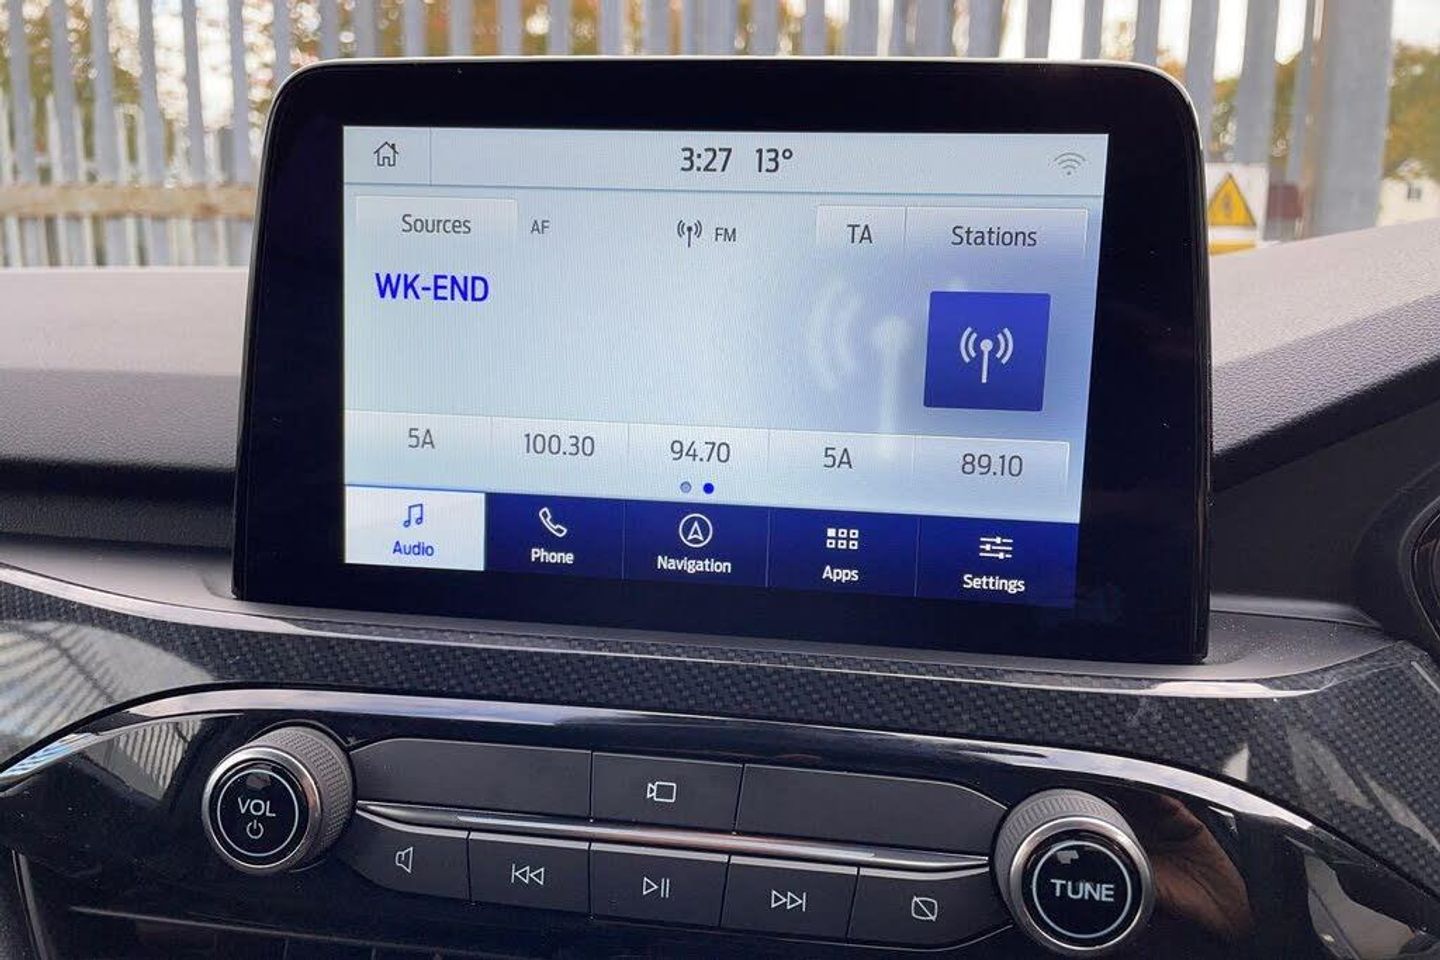 3:27 13°
Sources AF FM TA Stations
WK-END
5A 100.30 94.70 5A 89.10
Audio Phone Navigation Apps Settings
VOL
TUNE